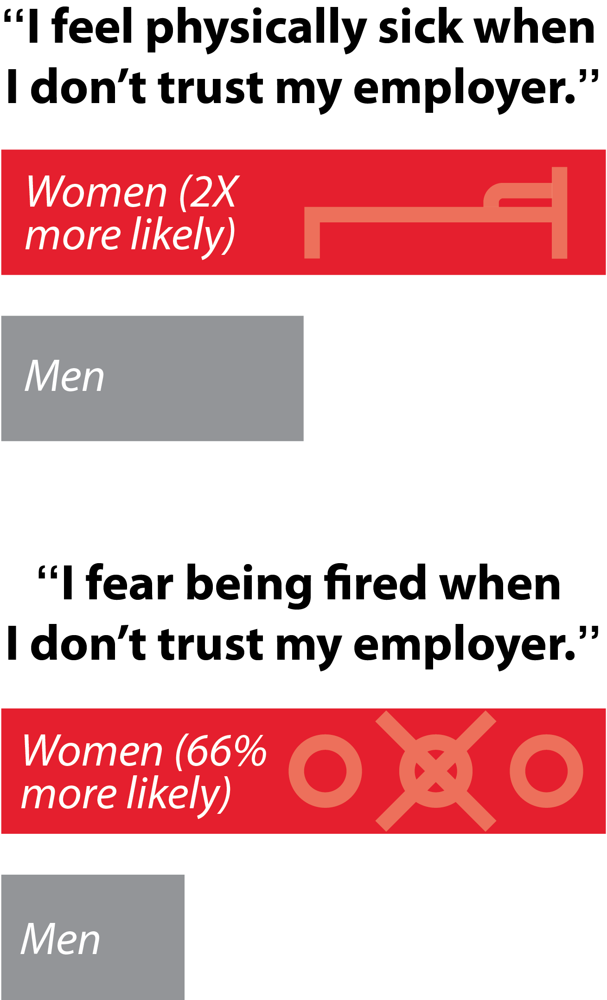 “I feel physically sick when
I don’t trust my employer.”
Women (2X
more likely)
Men
“I fear being fired when
I don’t trust my employer.”
Women (66%
more likely)
Men